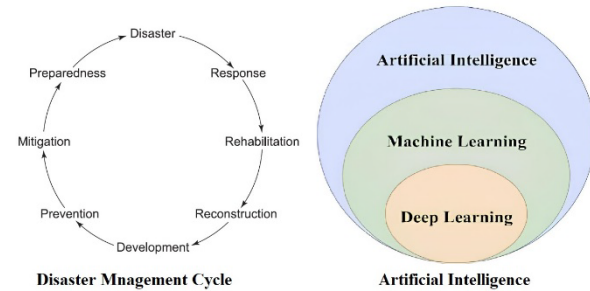 Disaster
Response
Rehabilitation
Reconstruction
Development
Prevention
Mitigation
Preparedness
Disaster Mnagement Cycle
Artificial Intelligence
Machine Learning
Deep Learning
Artificial Intelligence